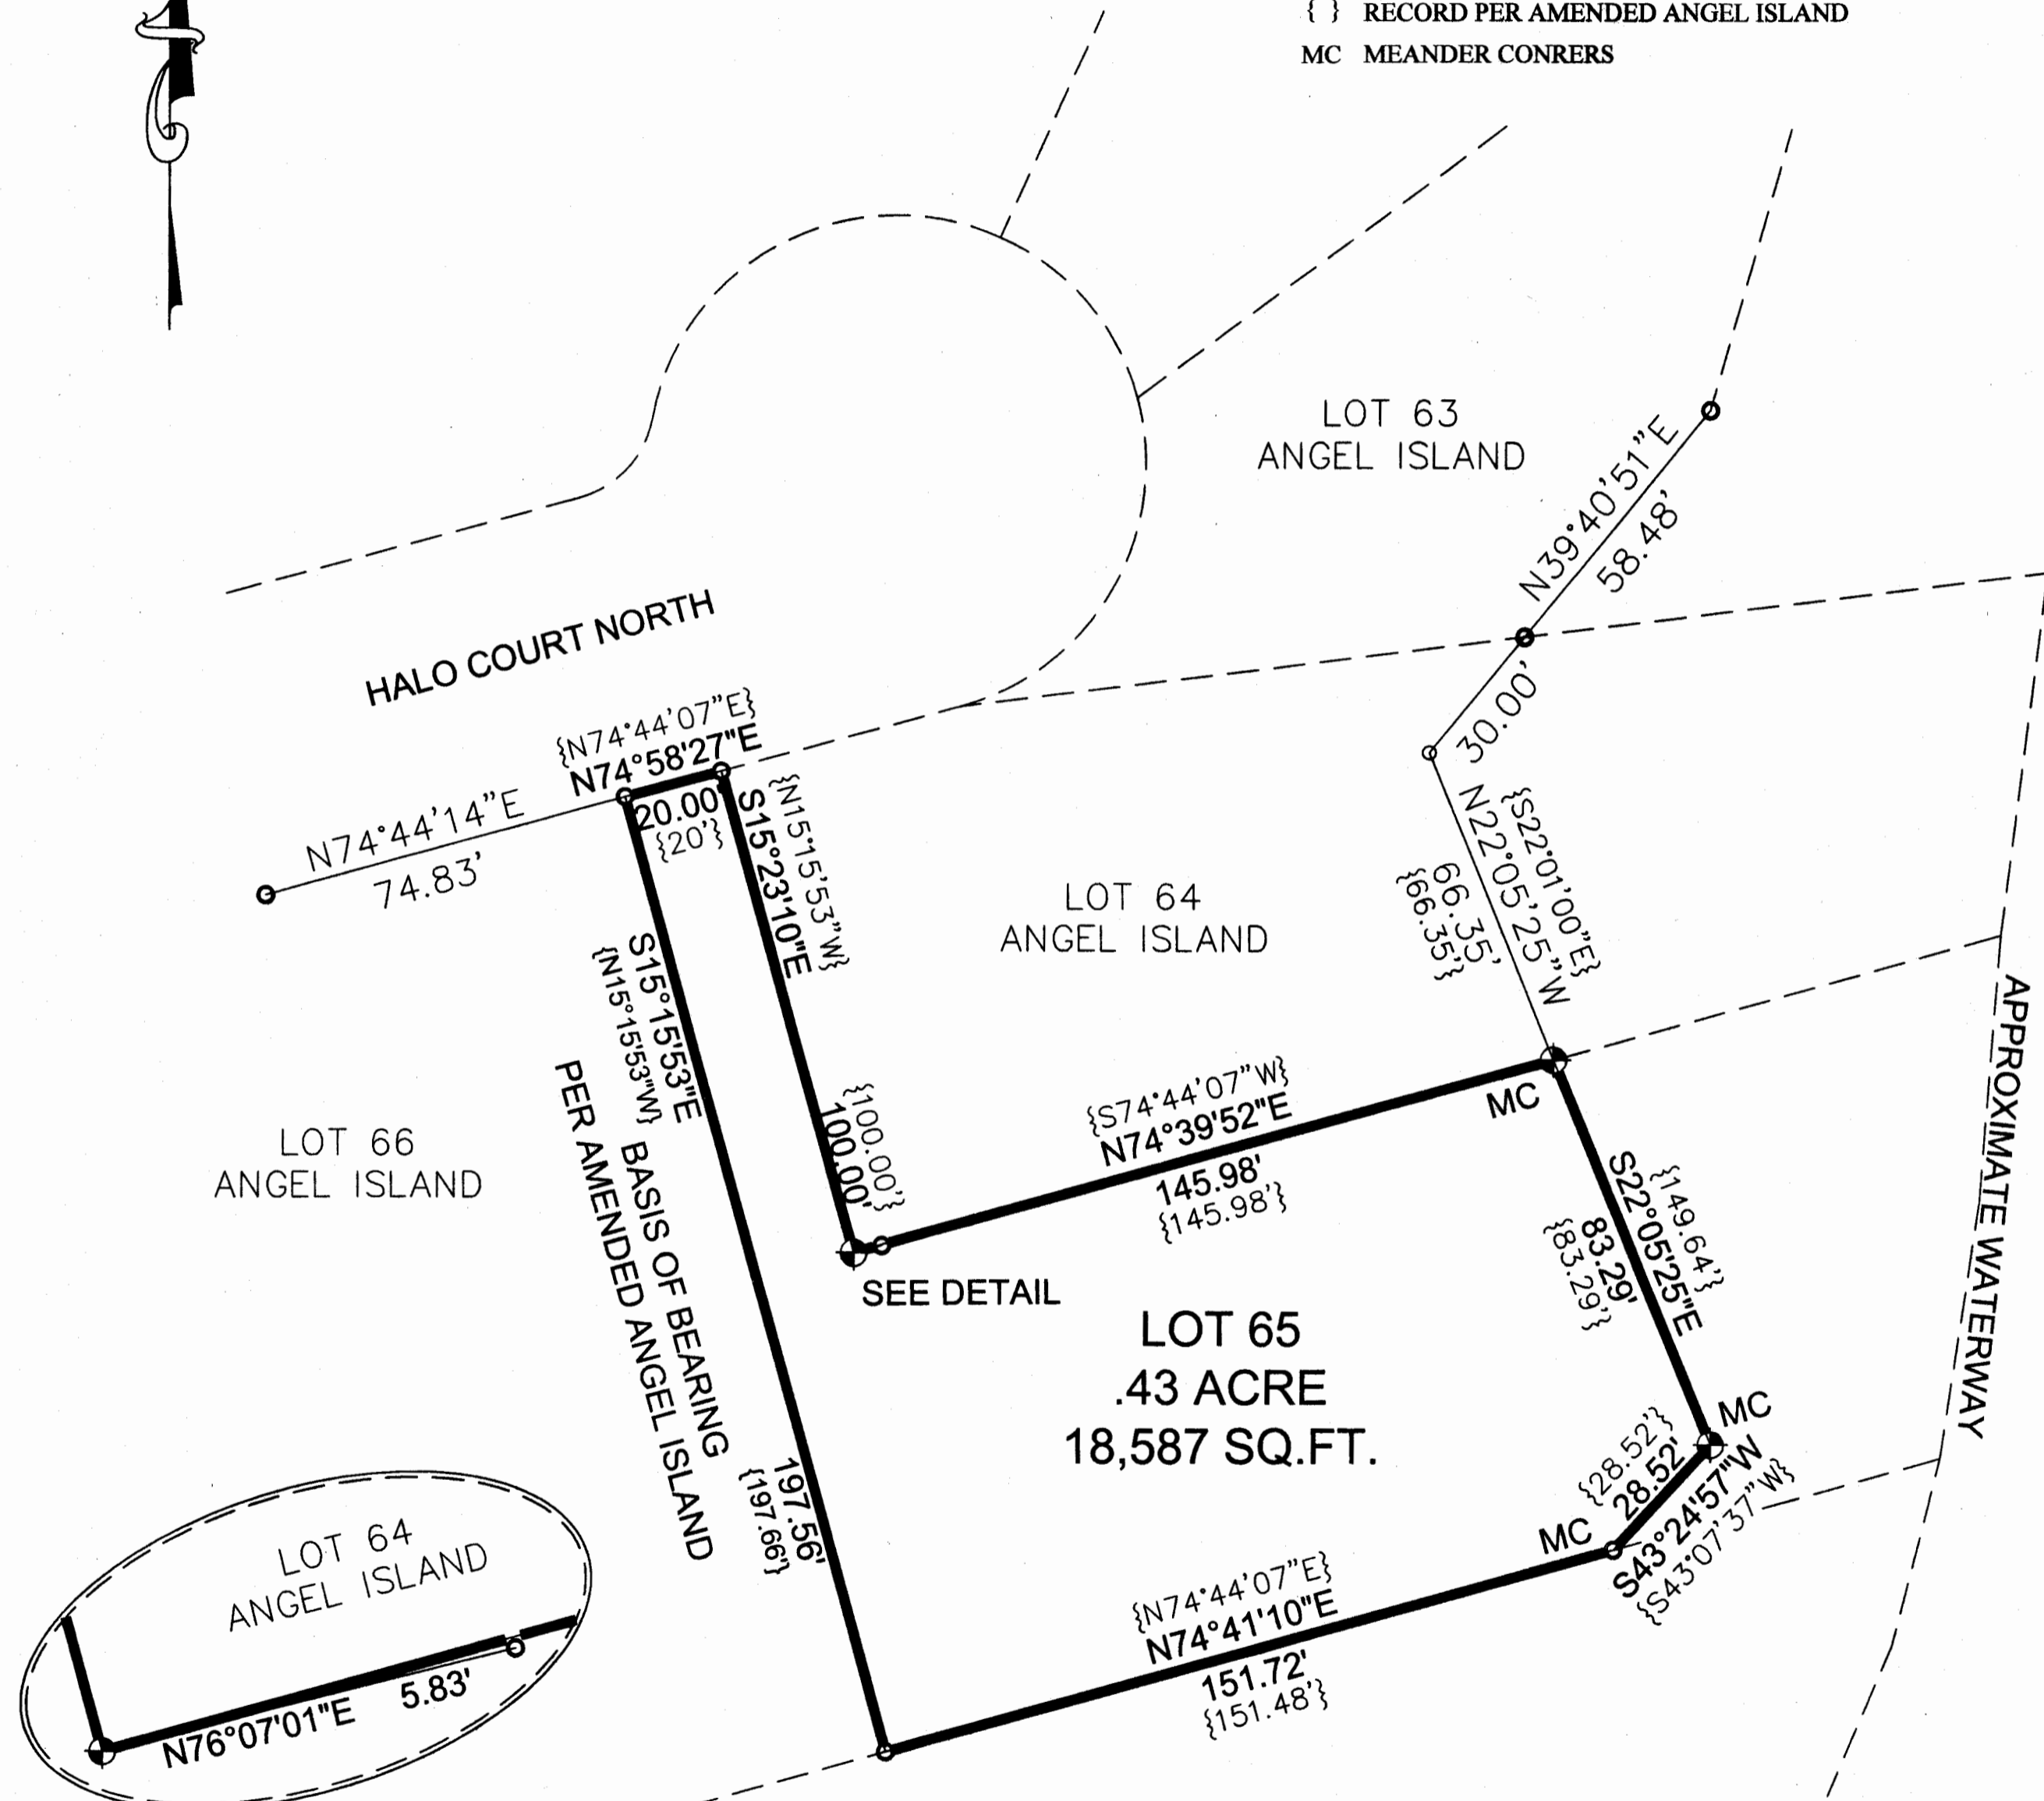 { } RECORD PER AMENDED ANGEL ISLAND
MC MEANDER CONRERS
LOT 63
ANGEL ISLAND
N39°40'51"E
58.48'
30.00'
HALO COURT NORTH
{N74°44'07"E}
N74°58'27"E
20.00'
{20'}
N74°44'14"E
74.83'
{N15°15'53"W}
S15°23'10"E
{100.00'}
100.00'
LOT 64
ANGEL ISLAND
{S22°01'00"E}
N22°05'25"W
66.35'
{66.35'}
S15°15'53"E
{N15°15'53"W}
BASIS OF BEARING
PER AMENDED ANGEL ISLAND
197.56'
{197.66'}
LOT 66
ANGEL ISLAND
{S74°44'07"W}
N74°39'52"E
145.98'
{145.98'}
MC
APPROXIMATE WATERWAY
{149.64'}
S22°05'25"E
83.29'
{83.29'}
SEE DETAIL
LOT 65
.43 ACRE
18,587 SQ.FT.
MC
{28.52'}
28.52'
S43°24'57"W
{S43°07'37"W}
MC
{N74°44'07"E}
N74°41'10"E
151.72'
{151.48'}
LOT 64
ANGEL ISLAND
5.83'
N76°07'01"E